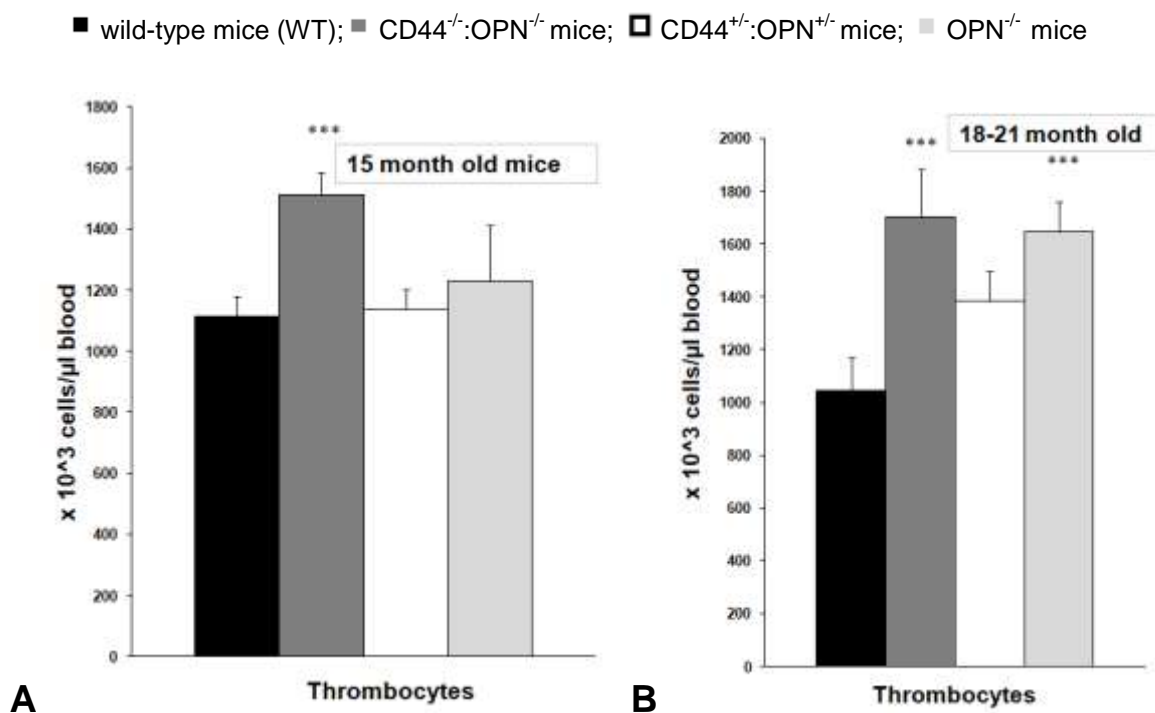 ■ wild-type mice (WT); ■ CD44-/-:OPN-/- mice; □ CD44+/-:OPN+/- mice; ■ OPN-/- mice
1800
1600
1400
1200
1000
800
600
400
200
0
x 10^3 cells/µl blood
***
15 month old mice
Thrombocytes
A
2000
1800
1600
1400
1200
1000
800
600
400
200
0
x 10^3 cells/µl blood
18-21 month old
***
***
Thrombocytes
B